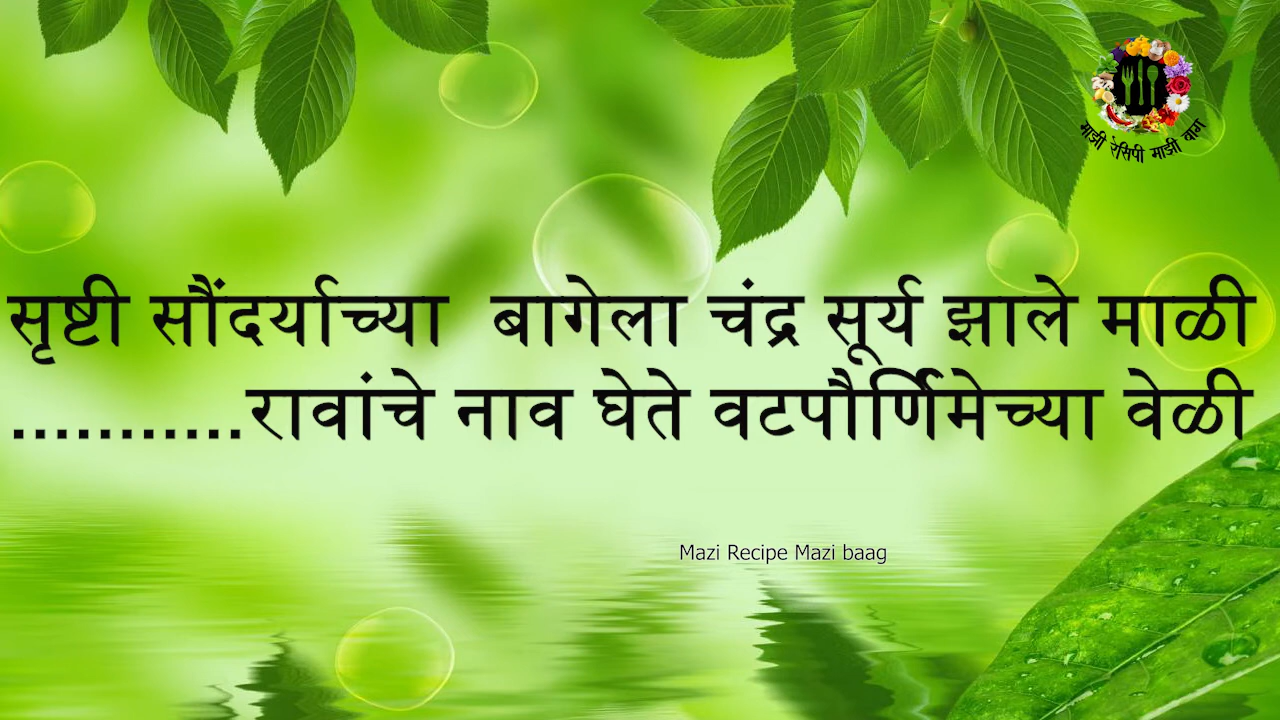 माझी रेसिपी माझी बाग
सृष्टी सौंदर्याच्या बागेला चंद्र सूर्य झाले माळी
...........रावांचे नाव घेते वटपौर्णिमेच्या वेळी
Mazi Recipe Mazi baag